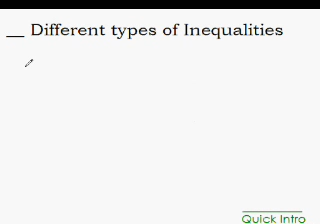 __ Different types of Inequalities
Quick Intro